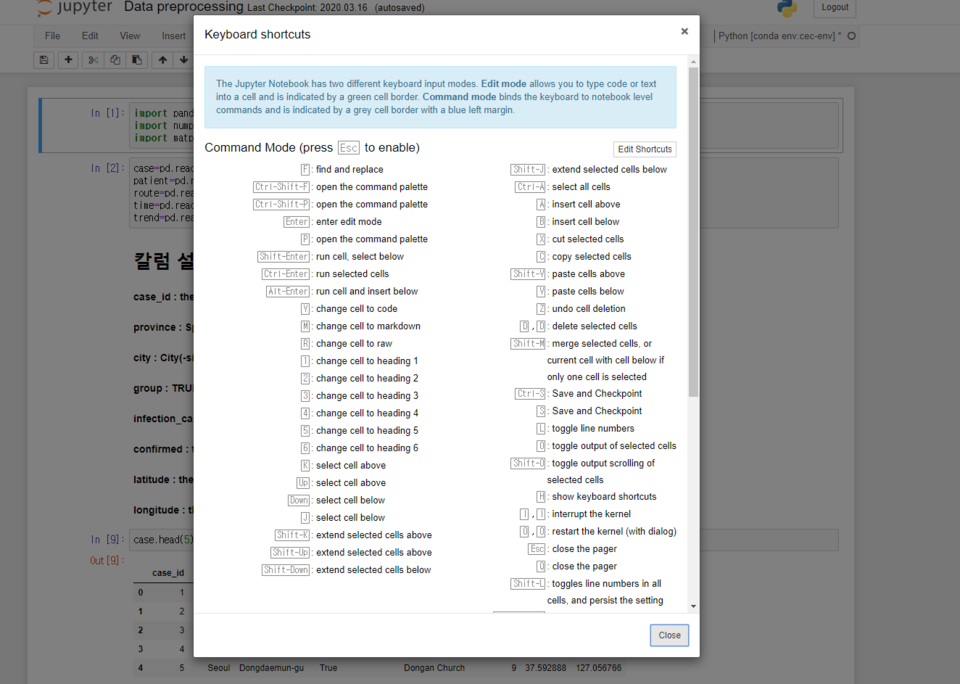 jupyter Data preprocessing Last Checkpoint: 2020.03.16 (autosaved)
Logout
File Edit View Insert
Python [conda env:cec-env] *
Keyboard shortcuts
×
The Jupyter Notebook has two different keyboard input modes. Edit mode allows you to type code or text
into a cell and is indicated by a green cell border. Command mode binds the keyboard to notebook level
commands and is indicated by a grey cell border with a blue left margin.
Command Mode (press Esc to enable)
Edit Shortcuts
F : find and replace
Ctrl-Shift-F : open the command palette
Ctrl-Shift-P : open the command palette
Enter : enter edit mode
P : open the command palette
Shift-Enter : run cell, select below
Ctrl-Enter : run selected cells
Alt-Enter : run cell and insert below
Y : change cell to code
M : change cell to markdown
R : change cell to raw
1 : change cell to heading 1
2 : change cell to heading 2
3 : change cell to heading 3
4 : change cell to heading 4
5 : change cell to heading 5
6 : change cell to heading 6
K : select cell above
Up : select cell above
Down : select cell below
J : select cell below
Shift-K : extend selected cells above
Shift-Up : extend selected cells above
Shift-Down : extend selected cells below
Shift-J : extend selected cells below
Ctrl-A : select all cells
A : insert cell above
B : insert cell below
X : cut selected cells
C : copy selected cells
Shift-V : paste cells above
V : paste cells below
Z : undo cell deletion
D , D : delete selected cells
Shift-M : merge selected cells, or
current cell with cell below if
only one cell is selected
Ctrl-S : Save and Checkpoint
S : Save and Checkpoint
L : toggle line numbers
O : toggle output of selected cells
Shift-O : toggle output scrolling of
selected cells
H : show keyboard shortcuts
I , I : interrupt the kernel
0 , 0 : restart the kernel (with dialog)
Esc : close the pager
Q : close the pager
Shift-L : toggles line numbers in all
cells, and persist the setting
Close
In [1]: import pand
import nump
import matp
In [2]: case=pd.read
patient=pd.r
route=pd.rea
time=pd.read
trend=pd.rea
칼럼 설
case_id : the
province : Sp
city : City(-si
group : TRUE
infection_ca
confirmed : t
latitude : the
longitude : t
In [9]: case.head(5)
Out [9]:
case_id
0 1
1 2
2 3
3 4
4 5 Seoul Dongdaemun-gu True Dongan Church 9 37.592888 127.056766